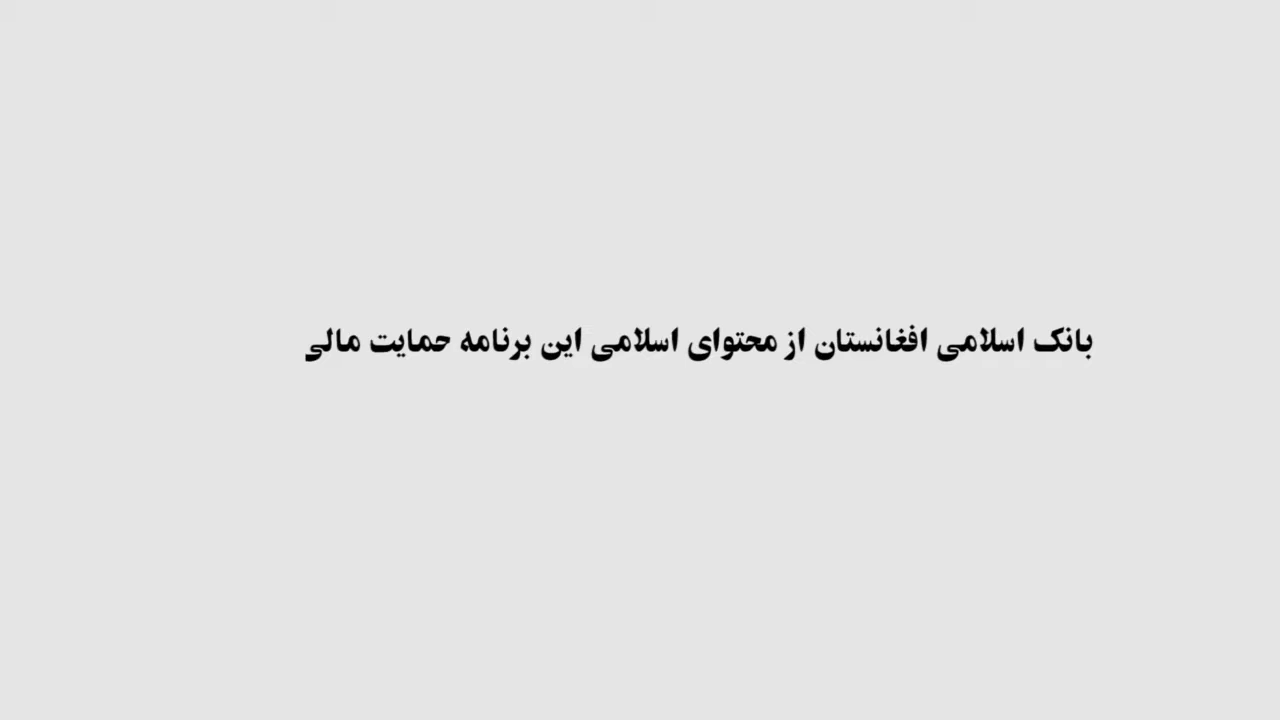 بانک اسلامی افغانستان از محتوای اسلامی این برنامه حمایت مالی